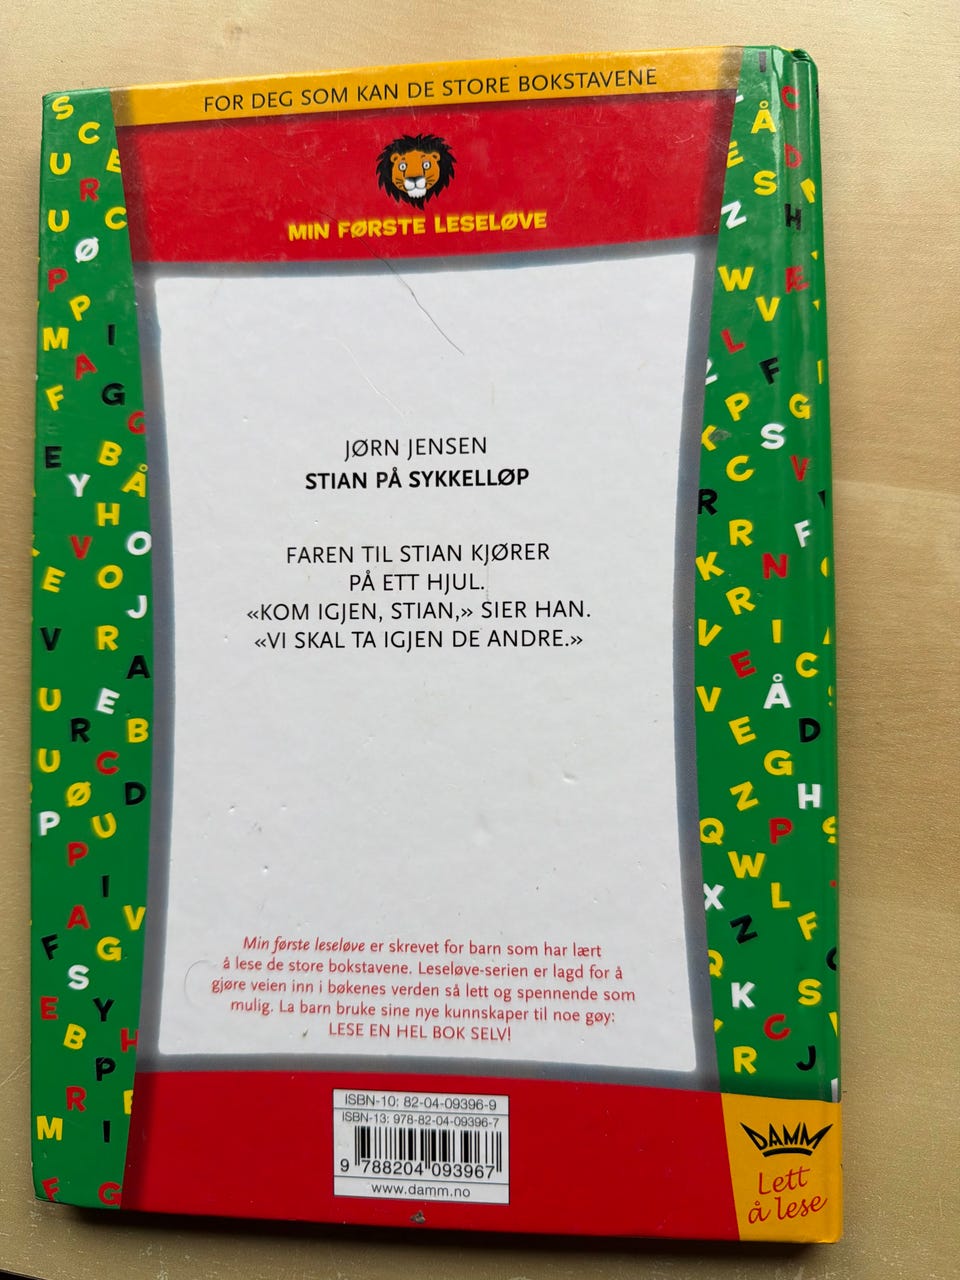 FOR DEG SOM KAN DE STORE BOKSTAVENE
MIN FØRSTE LESELØVE
JØRN JENSEN
STIAN PÅ SYKKELLØP
FAREN TIL STIAN KJØRER
PÅ ETT HJUL.
«KOM IGJEN, STIAN,» SIER HAN.
«VI SKAL TA IGJEN DE ANDRE.»
Min første leseløve er skrevet for barn som har lært
å lese de store bokstavene. Leseløve-serien er lagd for å
gjøre veien inn i bøkenes verden så lett og spennende som
mulig. La barn bruke sine nye kunnskaper til noe gøy:
LESE EN HEL BOK SELV!
ISBN-10: 82-04-09396-9
ISBN-13: 978-82-04-09396-7
9 788204 093967
www.damm.no
DAMM
Lett
å lese